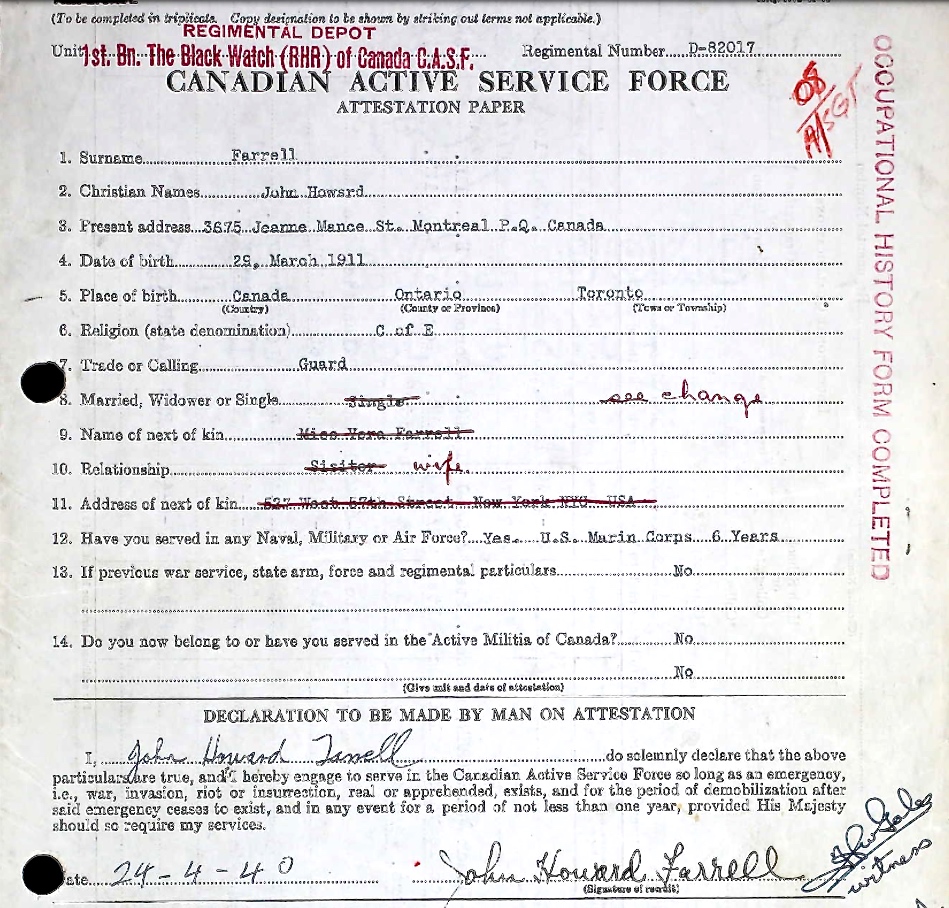 (To be completed in triplicate. Copy designation to be shown by striking out terms not applicable.)
REGIMENTAL DEPOT
Unit 1st. Bn. The Black Watch (RHR) of Canada C.A.S.F. Regimental Number D-82017
CANADIAN ACTIVE SERVICE FORCE
ATTESTATION PAPER
08
A/SGT
OCCUPATIONAL HISTORY FORM COMPLETED
1. Surname Farrell
2. Christian Names John Howard
3. Present address 3675 Jeanne Mance St. Montreal P.Q. Canada
4. Date of birth 29, March 1911
5. Place of birth Canada Ontario Toronto
(Country) (County or Province) (Town or Township)
6. Religion (state denomination) C of E
7. Trade or Calling Guard
8. Married, Widower or Single Single see change
9. Name of next of kin Miss Vera Farrell
10. Relationship Sister wife
11. Address of next of kin 527 West 57th Street New York NYC USA
12. Have you served in any Naval, Military or Air Force? Yes. U.S. Marin Corps 6 Years
13. If previous war service, state arm, force and regimental particulars No
14. Do you now belong to or have you served in the Active Militia of Canada? No
No
(Give unit and date of attestation)
DECLARATION TO BE MADE BY MAN ON ATTESTATION
I, John Howard Farrell do solemnly declare that the above
particulars are true, and I hereby engage to serve in the Canadian Active Service Force so long as an emergency,
i.e., war, invasion, riot or insurrection, real or apprehended, exists, and for the period of demobilization after
said emergency ceases to exist, and in any event for a period of not less than one year, provided His Majesty
should so require my services.
Date 24-4-40 John Howard Farrell
(Signature of recruit)
witness